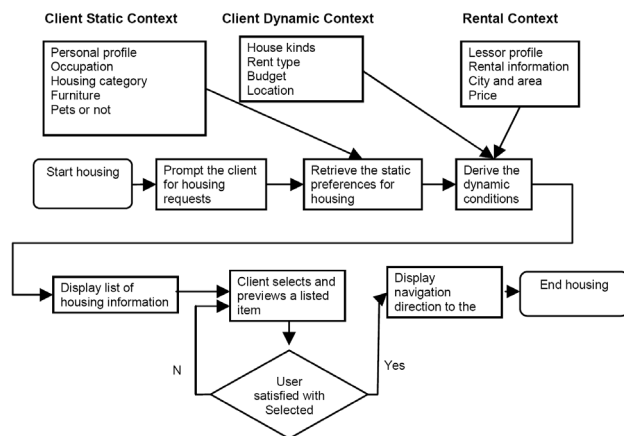 Client Static Context
Client Dynamic Context
Rental Context
Personal profile
Occupation
Housing category
Furniture
Pets or not
House kinds
Rent type
Budget
Location
Lessor profile
Rental information
City and area
Price
Start housing
Prompt the client
for housing
requests
Retrieve the static
preferences for
housing
Derive the
dynamic
conditions
Display list of
housing information
Client selects and
previews a listed
item
Display
navigation
direction to the
End housing
N
Yes
User
satisfied with
Selected